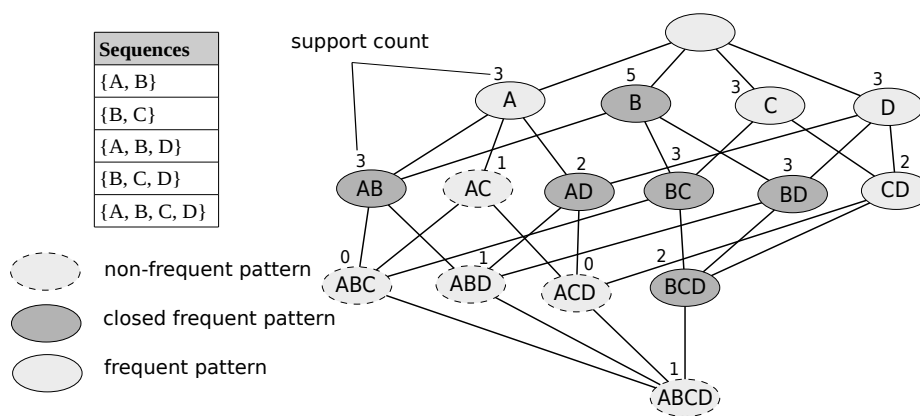 Sequences
{A, B}
{B, C}
{A, B, D}
{B, C, D}
{A, B, C, D}
support count
3 5 3 3
A B C D
3 1 2 3 3 2
AB AC AD BC BD CD
0 1 0 2
ABC ABD ACD BCD
1
ABCD
non-frequent pattern
closed frequent pattern
frequent pattern